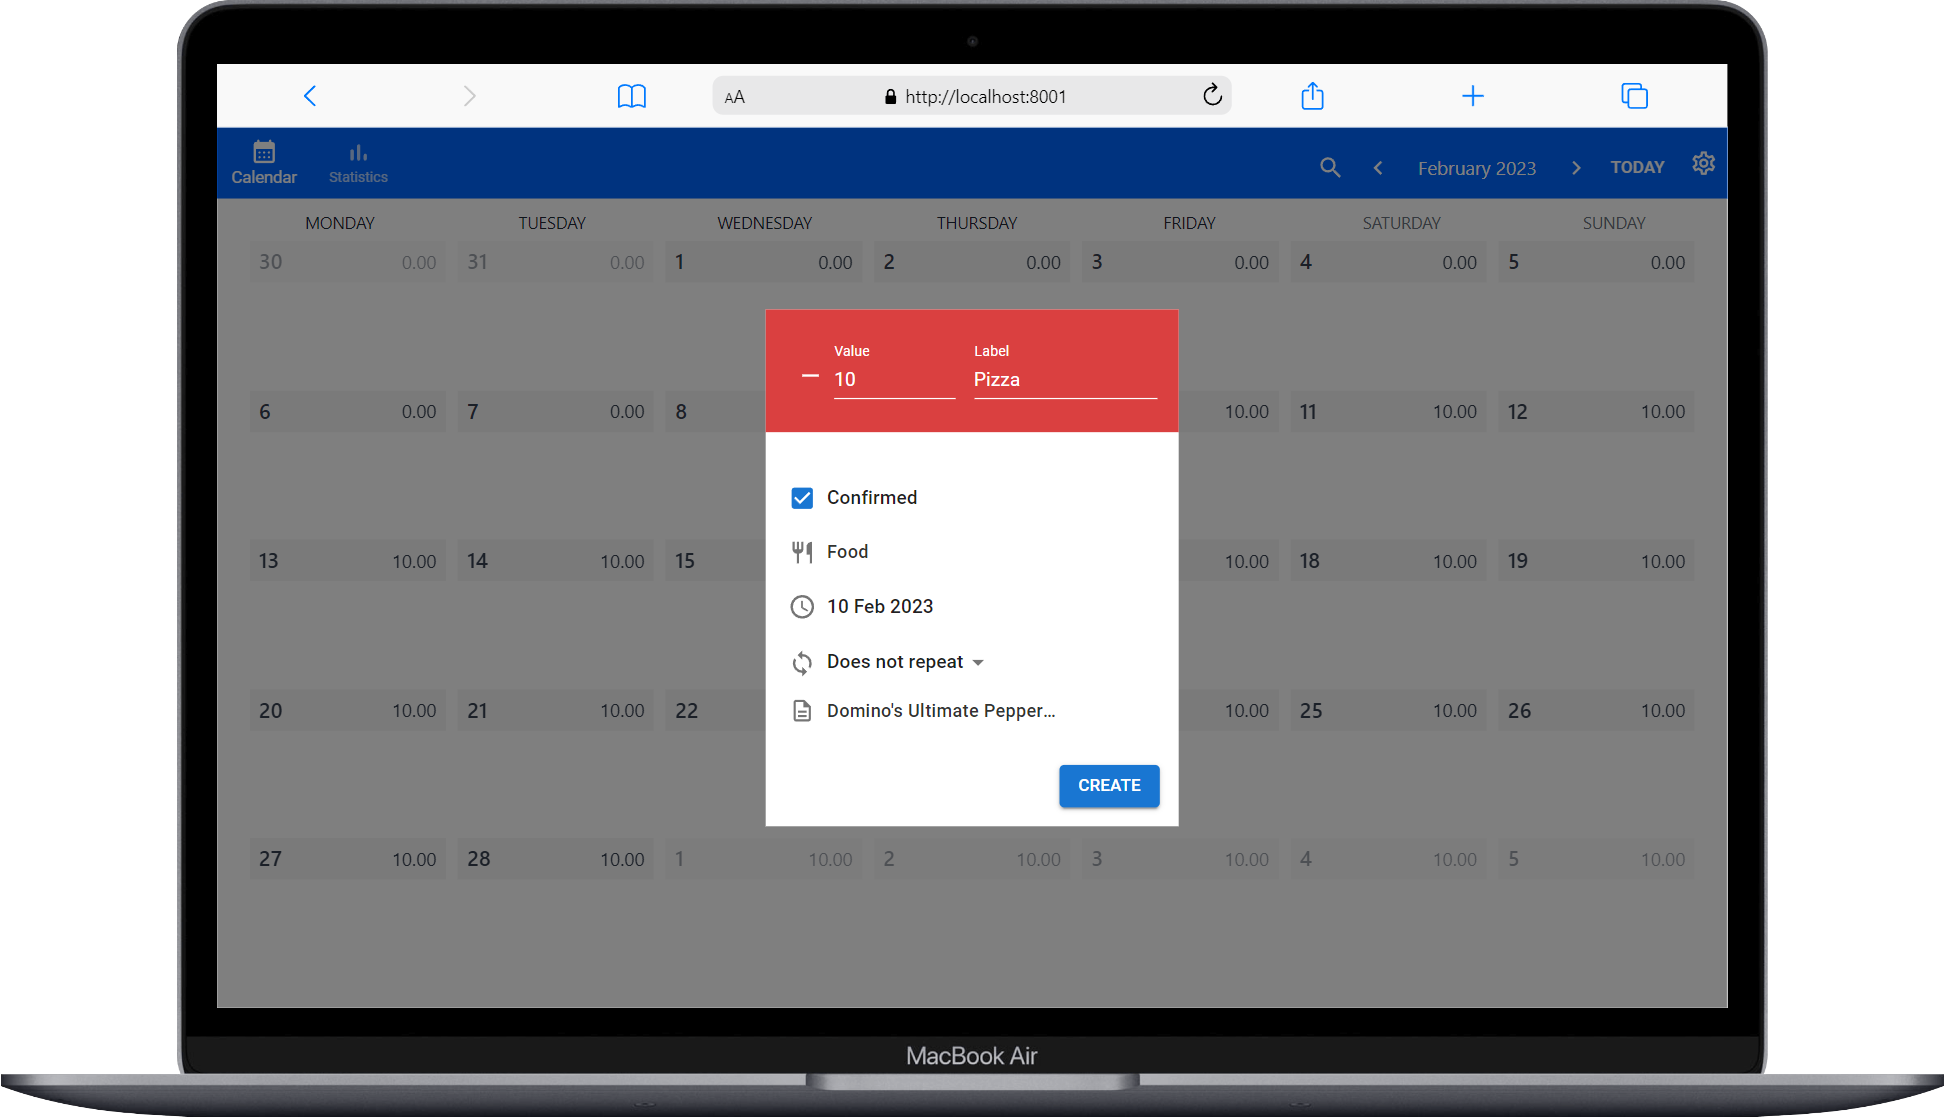 AA http://localhost:8001
Calendar Statistics February 2023 TODAY
MONDAY TUESDAY WEDNESDAY THURSDAY FRIDAY SATURDAY SUNDAY
30 0.00 31 0.00 1 0.00 2 0.00 3 0.00 4 0.00 5 0.00
Value Label
10 Pizza
6 0.00 7 0.00 8 10.00 11 10.00 12 10.00
Confirmed
Food
13 10.00 14 10.00 15 10.00 18 10.00 19 10.00
10 Feb 2023
Does not repeat
20 10.00 21 10.00 22 10.00 25 10.00 26 10.00
Domino's Ultimate Pepper...
CREATE
27 10.00 28 10.00 1 10.00 2 10.00 3 10.00 4 10.00 5 10.00
MacBook Air